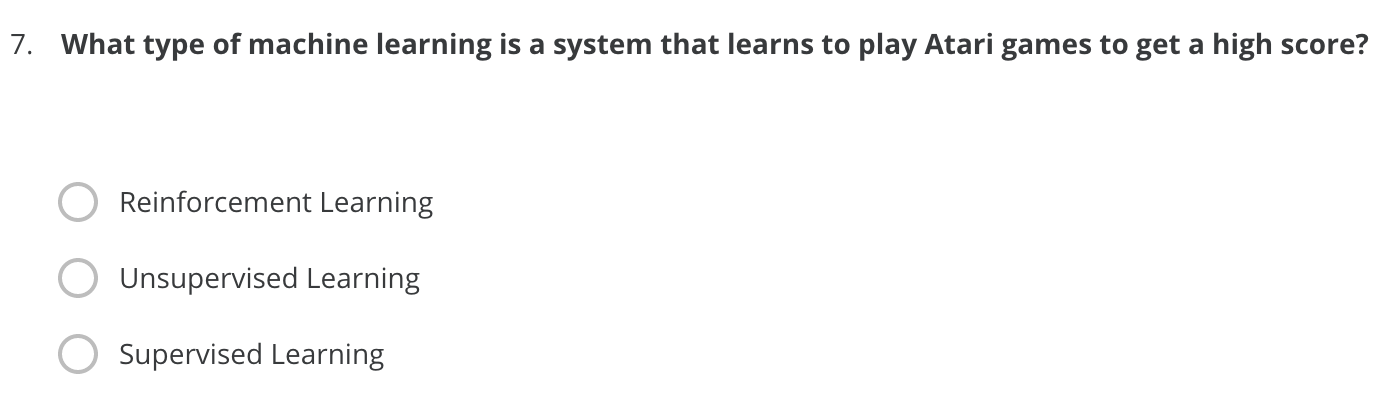 7. What type of machine learning is a system that learns to play Atari games to get a high score?
Reinforcement Learning
Unsupervised Learning
Supervised Learning